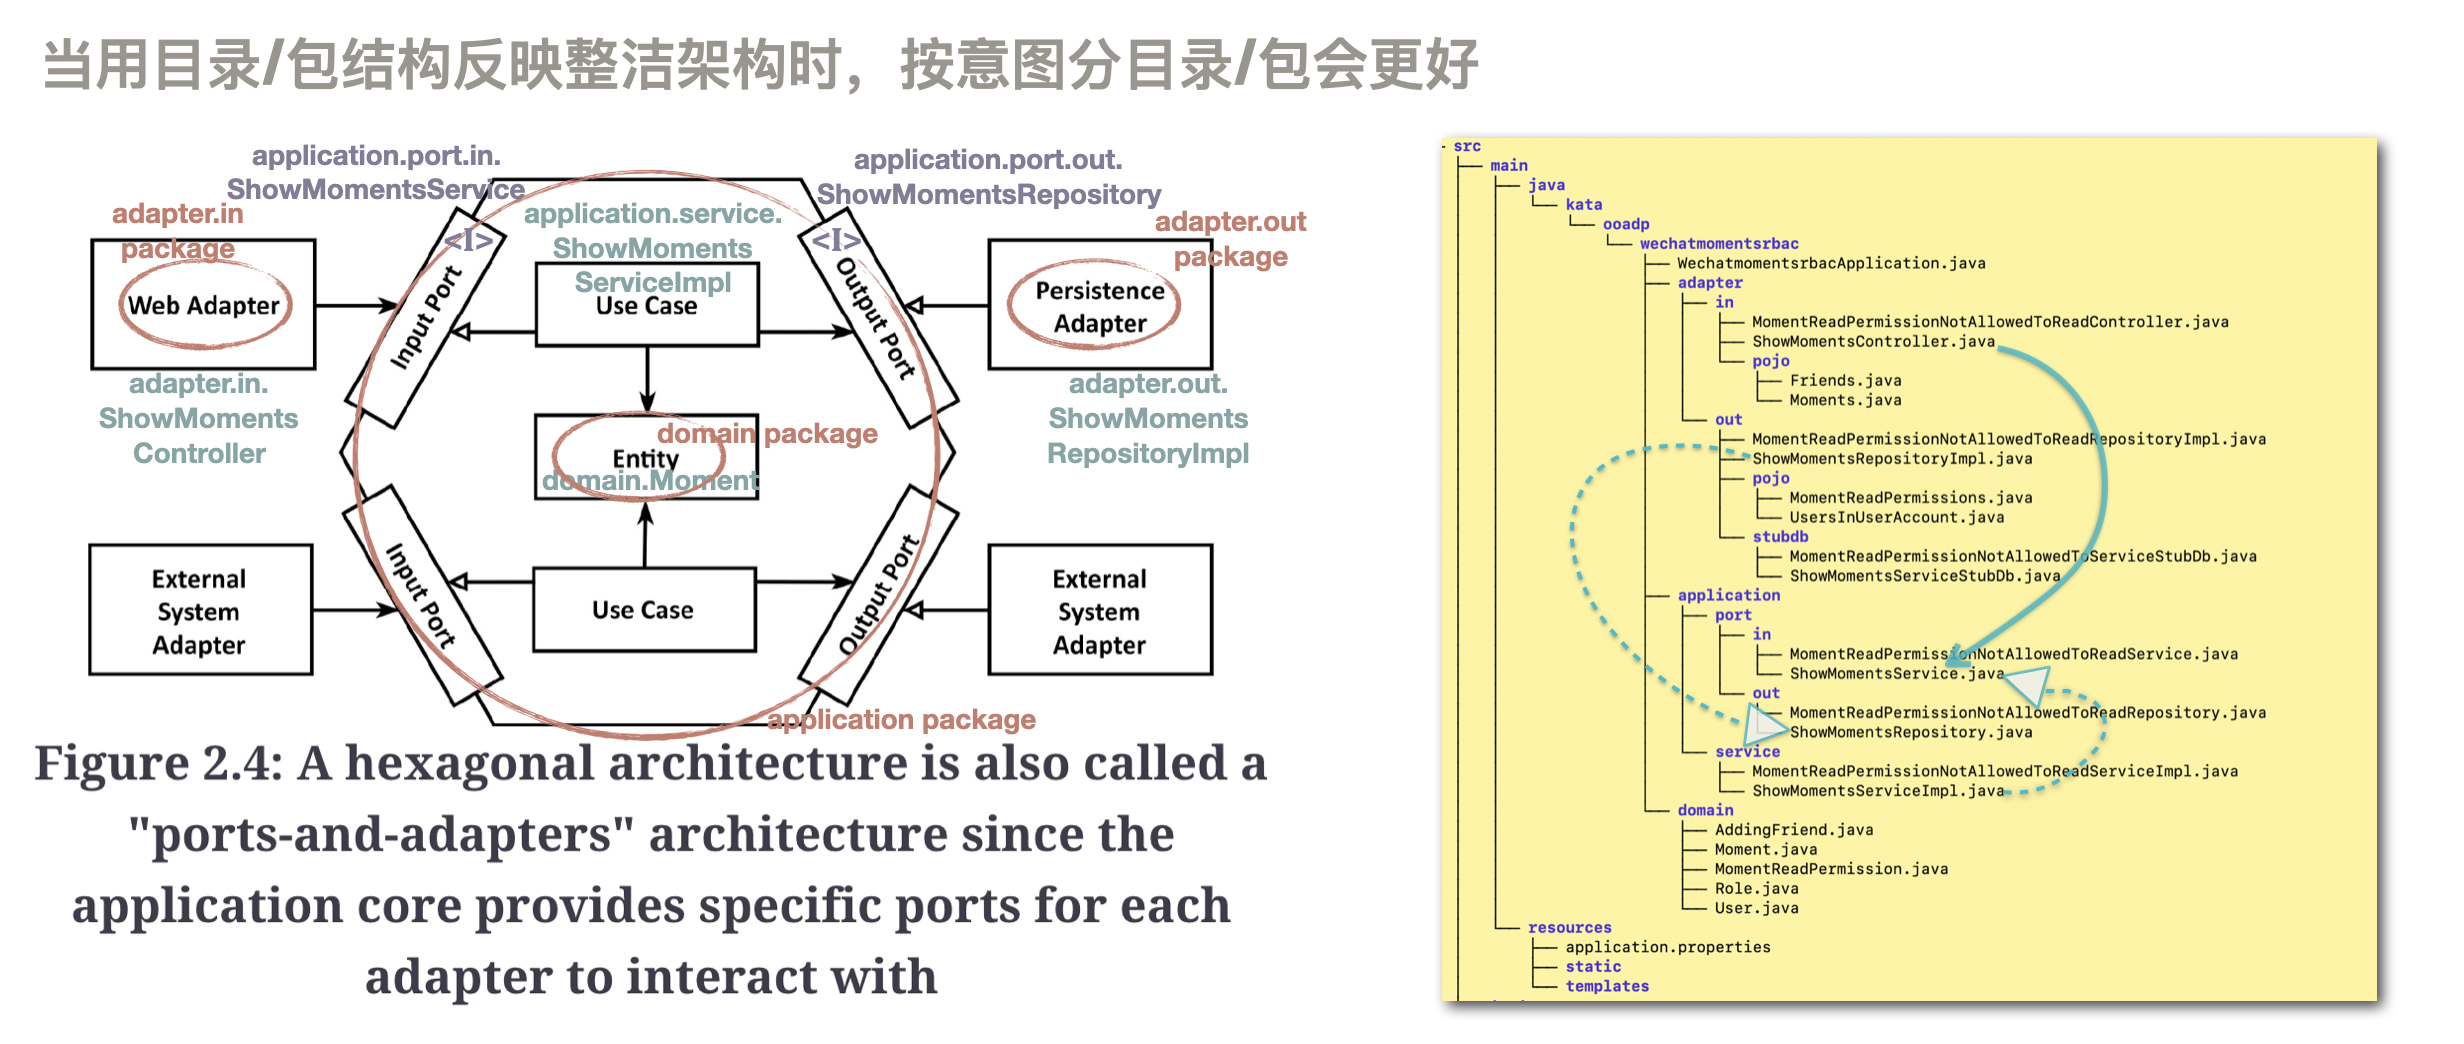 当用目录/包结构反映整洁架构时，按意图分目录/包会更好
application.port.in.
ShowMomentsService
application.port.out.
ShowMomentsRepository
adapter.in
package
application.service.
ShowMoments
ServiceImpl
adapter.out
package
<I>
<I>
Web Adapter
Input Port
Use Case
Output Port
Persistence
Adapter
adapter.in.
ShowMoments
Controller
domain package
Entity
domain.Moment
adapter.out.
ShowMoments
RepositoryImpl
External
System
Adapter
Input Port
Use Case
Output Port
External
System
Adapter
application package
Figure 2.4: A hexagonal architecture is also called a
"ports-and-adapters" architecture since the
application core provides specific ports for each
adapter to interact with
src
main
java
kata
ooadp
wechatmomentsrbac
WechatmomentsrbacApplication.java
adapter
in
MomentReadPermissionNotAllowedToReadController.java
ShowMomentsController.java
pojo
Friends.java
Moments.java
out
MomentReadPermissionNotAllowedToReadRepositoryImpl.java
ShowMomentsRepositoryImpl.java
pojo
MomentReadPermissions.java
UsersInUserAccount.java
stubdb
MomentReadPermissionNotAllowedToServiceStubDb.java
ShowMomentsServiceStubDb.java
application
port
in
MomentReadPermissionNotAllowedToReadService.java
ShowMomentsService.java
out
MomentReadPermissionNotAllowedToReadRepository.java
ShowMomentsRepository.java
service
MomentReadPermissionNotAllowedToReadServiceImpl.java
ShowMomentsServiceImpl.java
domain
AddingFriend.java
Moment.java
MomentReadPermission.java
Role.java
User.java
resources
application.properties
static
templates